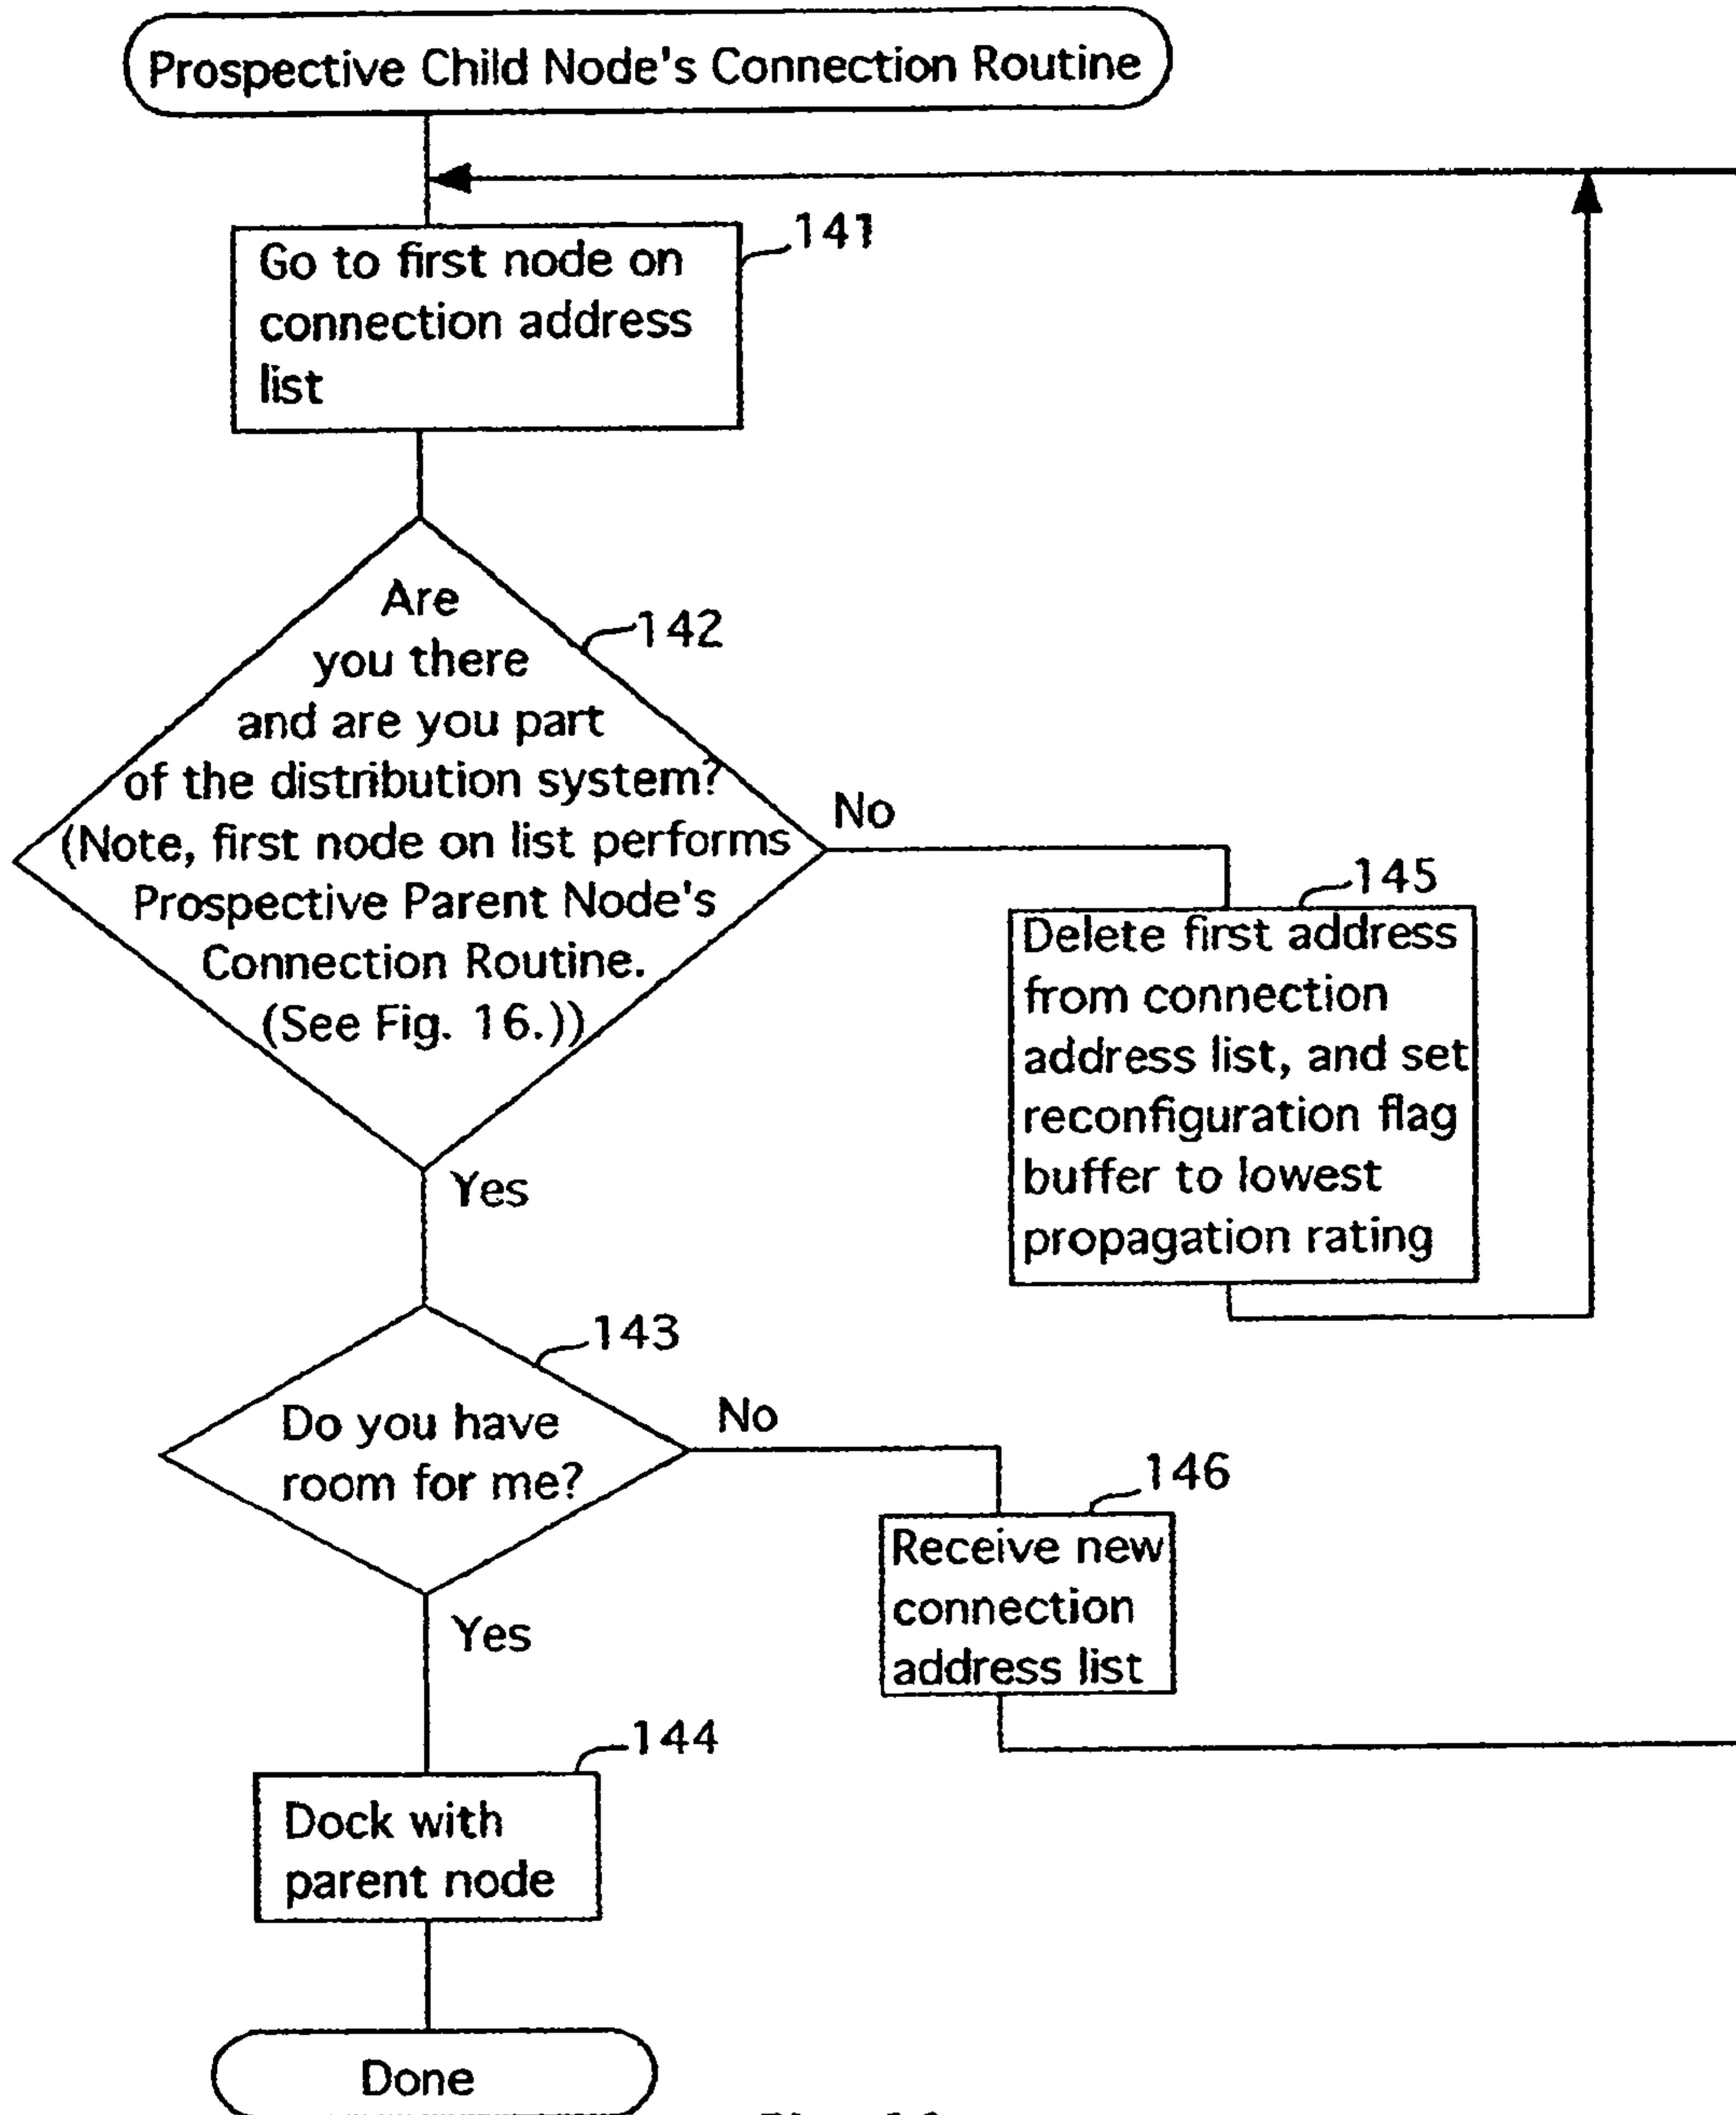 Prospective Child Node's Connection Routine
141
Go to first node on
connection address
list
142
Are
you there
and are you part
of the distribution system?
(Note, first node on list performs
Prospective Parent Node's
Connection Routine.
(See Fig. 16.))
No
145
Delete first address
from connection
address list, and set
reconfiguration flag
buffer to lowest
propagation rating
Yes
143
Do you have
room for me?
No
146
Receive new
connection
address list
Yes
144
Dock with
parent node
Done